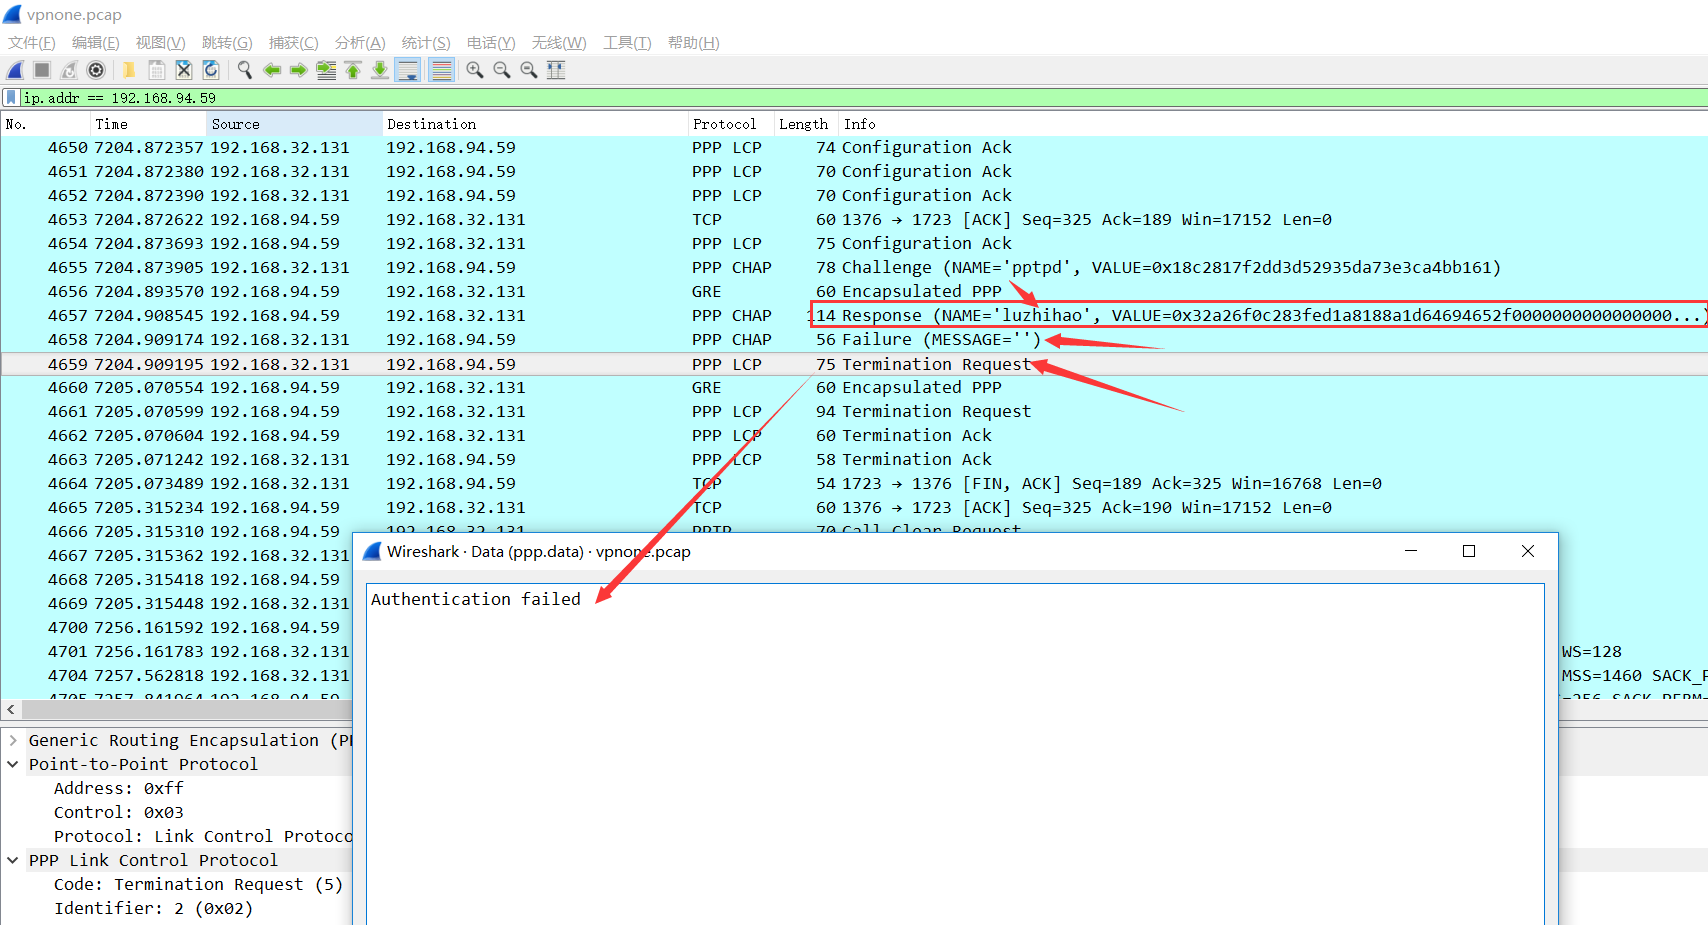 vpnone.pcap
文件(F) 编辑(E) 视图(V) 跳转(G) 捕获(C) 分析(A) 统计(S) 电话(Y) 无线(W) 工具(T) 帮助(H)
ip.addr == 192.168.94.59
No. Time Source Destination Protocol Length Info
4650 7204.872357 192.168.32.131 192.168.94.59 PPP LCP 74 Configuration Ack
4651 7204.872380 192.168.32.131 192.168.94.59 PPP LCP 70 Configuration Ack
4652 7204.872390 192.168.32.131 192.168.94.59 PPP LCP 70 Configuration Ack
4653 7204.872622 192.168.94.59 192.168.32.131 TCP 60 1376 → 1723 [ACK] Seq=325 Ack=189 Win=17152 Len=0
4654 7204.873693 192.168.94.59 192.168.32.131 PPP LCP 75 Configuration Ack
4655 7204.873905 192.168.32.131 192.168.94.59 PPP CHAP 78 Challenge (NAME='pptpd', VALUE=0x18c2817f2dd3d52935da73e3ca4bb161)
4656 7204.893570 192.168.94.59 192.168.32.131 GRE 60 Encapsulated PPP
4657 7204.908545 192.168.94.59 192.168.32.131 PPP CHAP 114 Response (NAME='luzhihao', VALUE=0x32a26f0c283fed1a8188a1d64694652f0000000000000000...)
4658 7204.909174 192.168.32.131 192.168.94.59 PPP CHAP 56 Failure (MESSAGE='')
4659 7204.909195 192.168.32.131 192.168.94.59 PPP LCP 75 Termination Request
4660 7205.070554 192.168.94.59 192.168.32.131 GRE 60 Encapsulated PPP
4661 7205.070599 192.168.94.59 192.168.32.131 PPP LCP 94 Termination Request
4662 7205.070604 192.168.94.59 192.168.32.131 PPP LCP 60 Termination Ack
4663 7205.071242 192.168.32.131 192.168.94.59 PPP LCP 58 Termination Ack
4664 7205.073489 192.168.32.131 192.168.94.59 TCP 54 1723 → 1376 [FIN, ACK] Seq=189 Ack=325 Win=16768 Len=0
4665 7205.315234 192.168.94.59 192.168.32.131 TCP 60 1376 → 1723 [ACK] Seq=325 Ack=190 Win=17152 Len=0
4666 7205.315310 192.168.94.59 192.168.32.131 PPTP 70 Call Clear Request
4667 7205.315362 192.168.32.131
4668 7205.315418 192.168.94.59
4669 7205.315448 192.168.32.131
4700 7256.161592 192.168.94.59
4701 7256.161783 192.168.32.131 WS=128
4704 7257.562818 192.168.32.131 MSS=1460
4705 7257.841964 192.168.94.59
Wireshark · Data (ppp.data) · vpnone.pcap
Authentication failed
Generic Routing Encapsulation
Point-to-Point Protocol
Address: 0xff
Control: 0x03
Protocol: Link Control
PPP Link Control Protocol
Code: Termination Request (5)
Identifier: 2 (0x02)